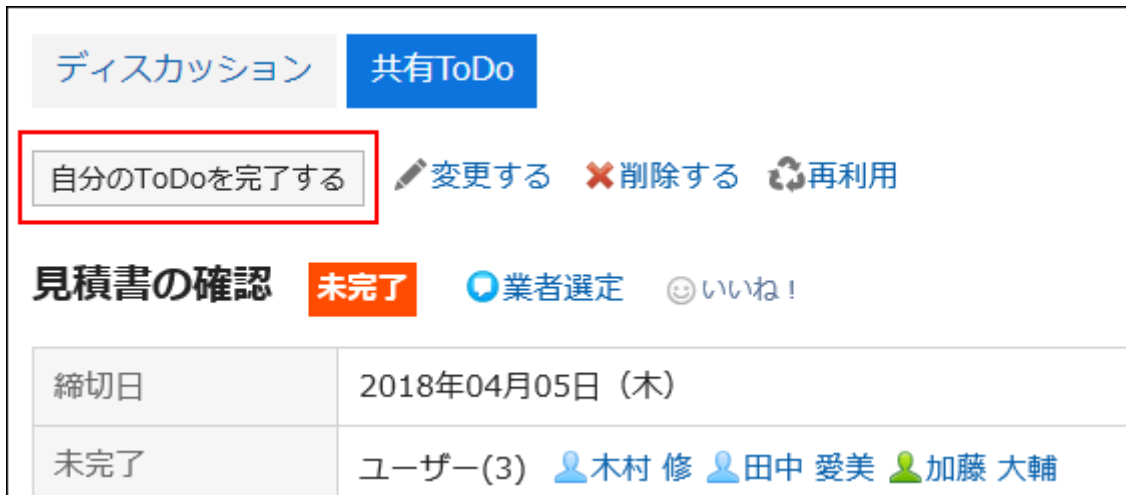 ディスカッション 共有ToDo
自分のToDoを完了する 変更する 削除する 再利用
見積書の確認 未完了 業者選定 いいね！
締切日 2018年04月05日（木）
未完了 ユーザー(3) 木村 修 田中 愛美 加藤 大輔